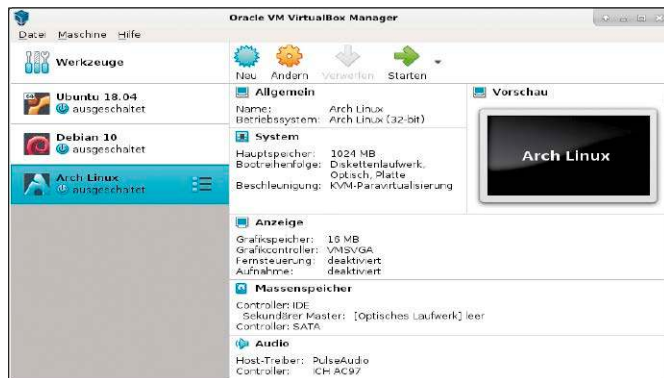 Oracle VM VirtualBox Manager
Datei Maschine Hilfe
Werkzeuge
Ubuntu 18.04
ausgeschaltet
Debian 10
ausgeschaltet
Arch Linux
ausgeschaltet
Neu Ändern Verwerfen Starten
Allgemein
Name: Arch Linux
Betriebssystem: Arch Linux (32-bit)
System
Hauptspeicher: 1024 MB
Bootreihenfolge: Diskettenlaufwerk,
Optisch, Platte
Beschleunigung: KVM-Paravirtualisierung
Vorschau
Arch Linux
Anzeige
Grafikspeicher: 16 MB
Grafikcontroller: VMSVGA
Fernsteuerung: deaktiviert
Aufnahme: deaktiviert
Massenspeicher
Controller: IDE
Sekundärer Master: [Optisches Laufwerk] leer
Controller: SATA
Audio
Host-Treiber: PulseAudio
Controller: ICH AC97